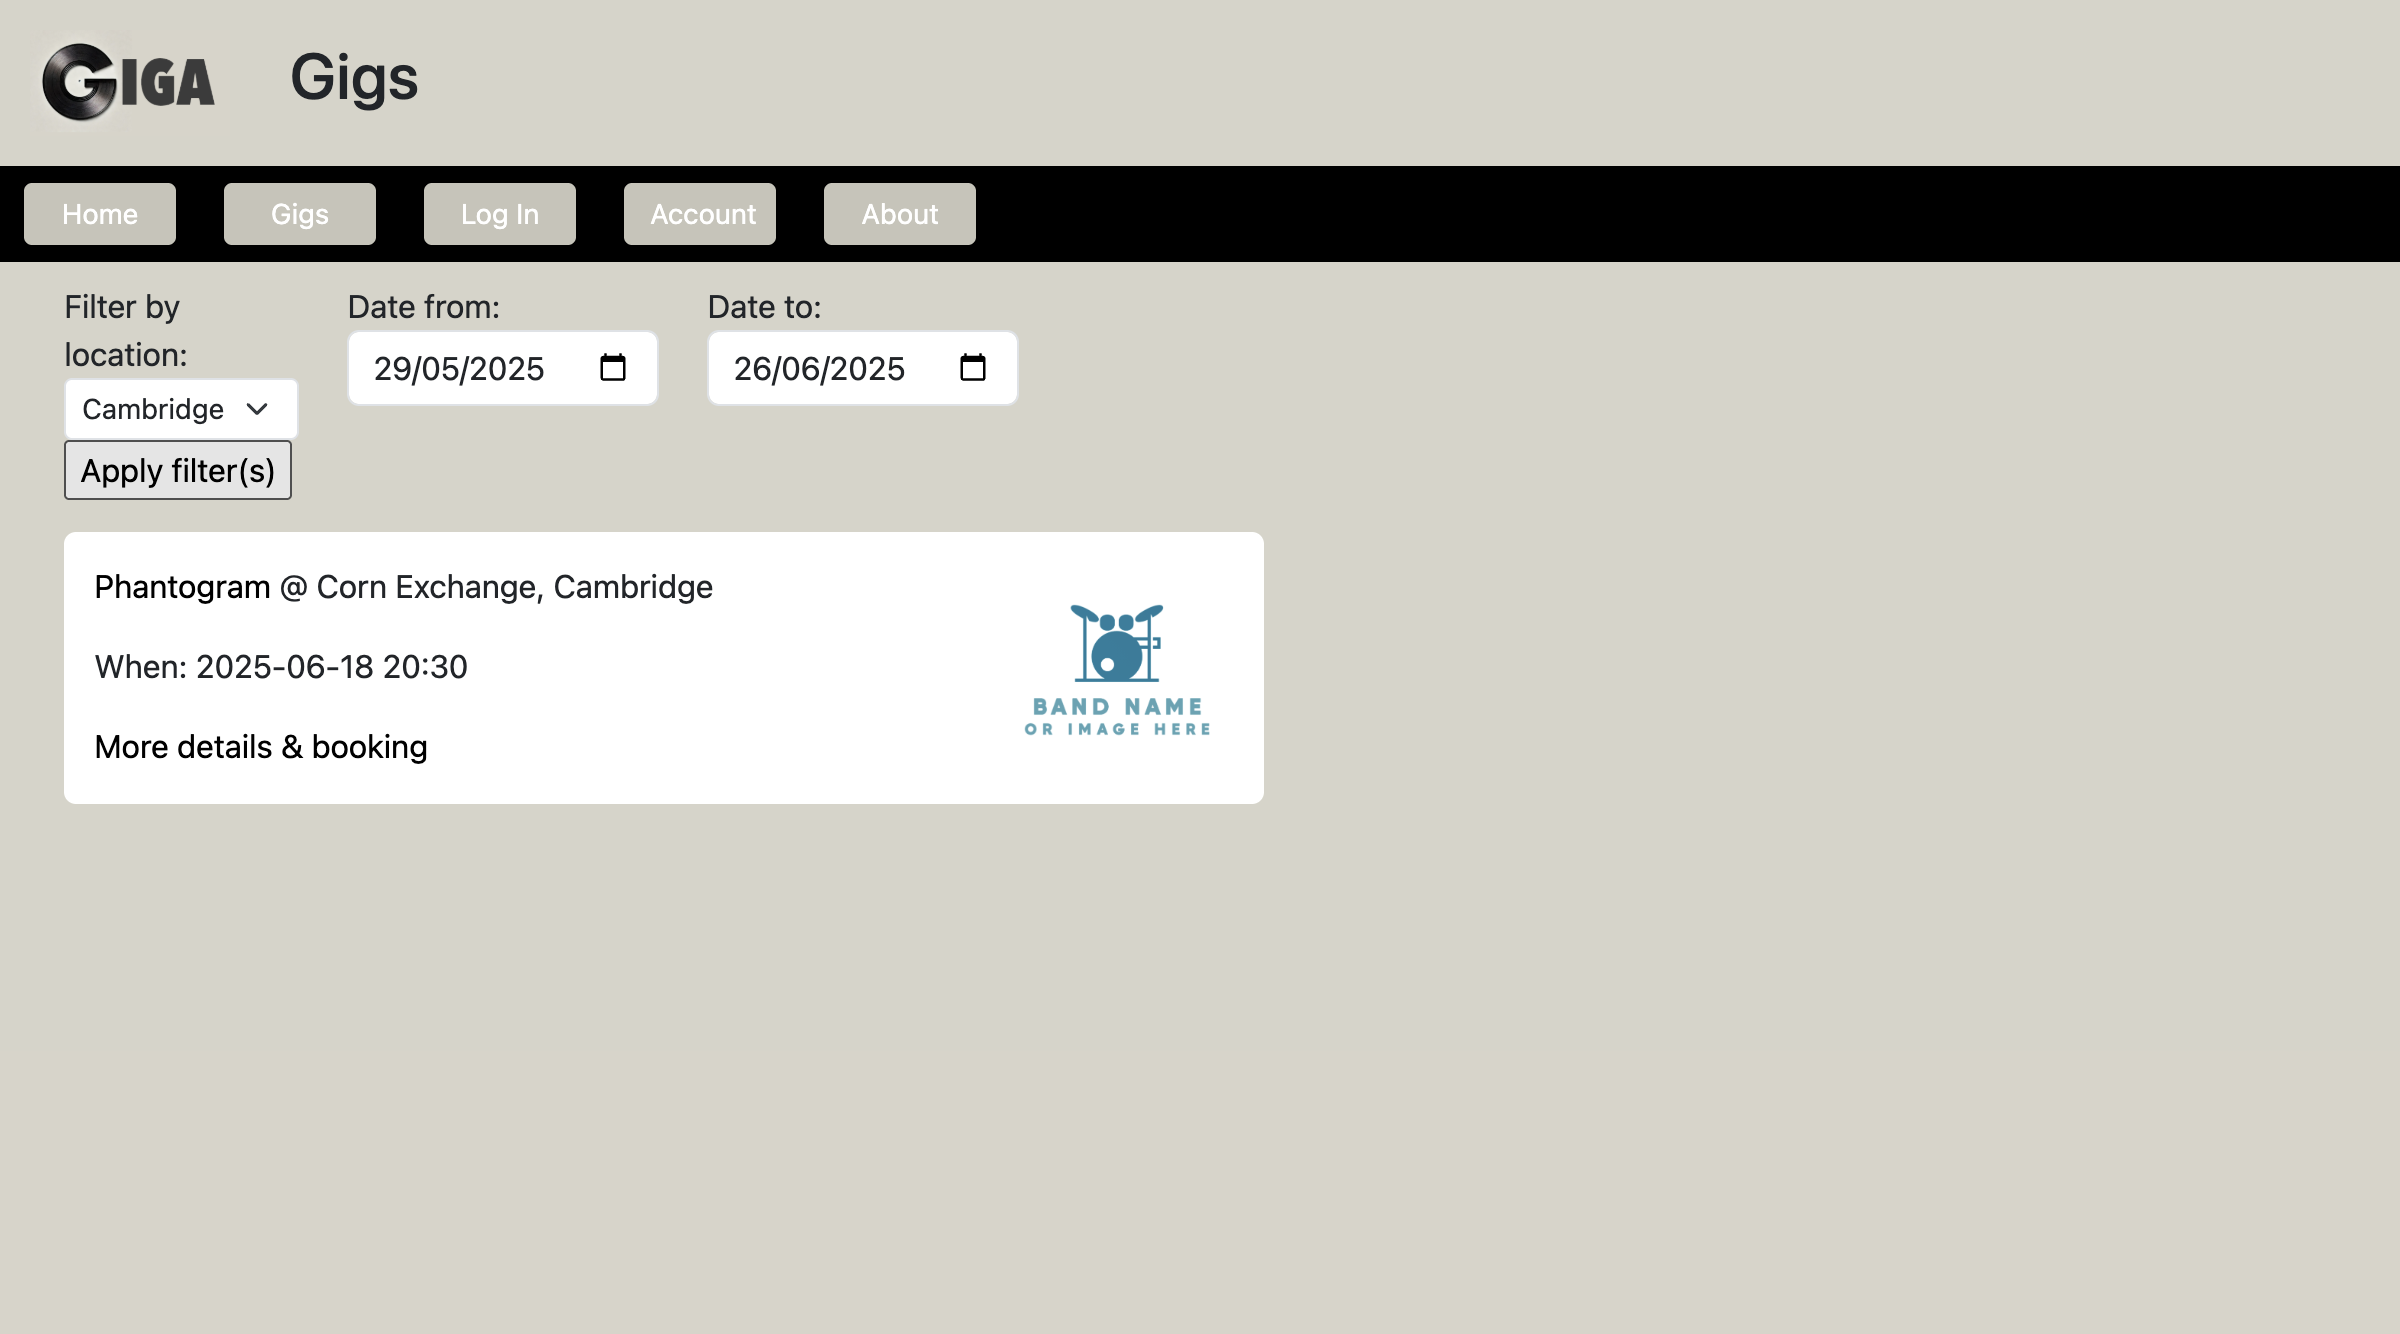 GIGA
Gigs
Home
Gigs
Log In
Account
About
Filter by
location:
Cambridge
Apply filter(s)
Date from:
29/05/2025
Date to:
26/06/2025
Phantogram @ Corn Exchange, Cambridge
When: 2025-06-18 20:30
More details & booking
BAND NAME
OR IMAGE HERE